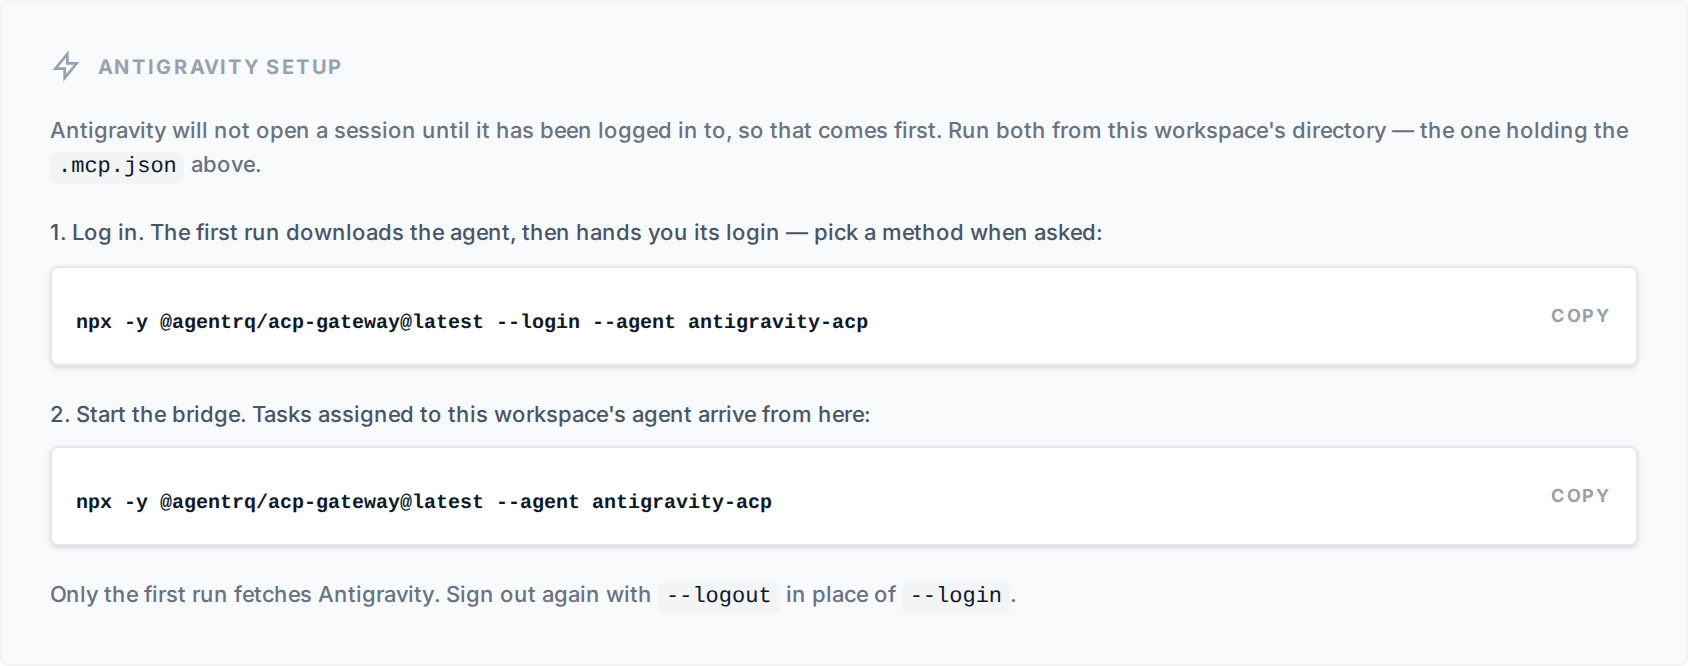 ANTIGRAVITY SETUP
Antigravity will not open a session until it has been logged in to, so that comes first. Run both from this workspace's directory — the one holding the
.mcp.json above.
1. Log in. The first run downloads the agent, then hands you its login — pick a method when asked:
npx -y @agentrq/acp-gateway@latest --login --agent antigravity-acp
COPY
2. Start the bridge. Tasks assigned to this workspace's agent arrive from here:
npx -y @agentrq/acp-gateway@latest --agent antigravity-acp
COPY
Only the first run fetches Antigravity. Sign out again with --logout in place of --login.